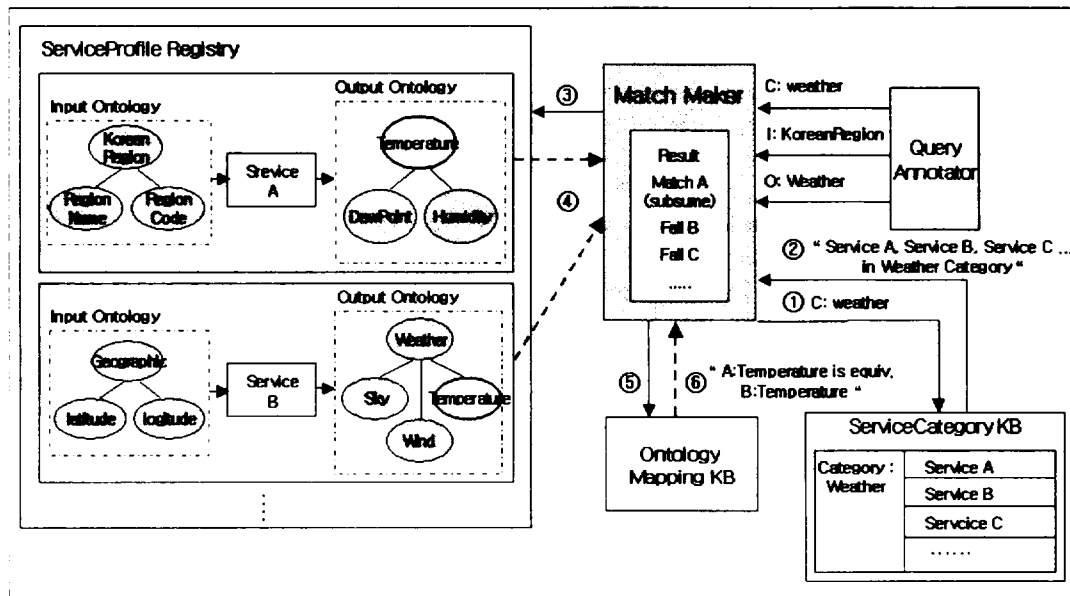 ServiceProfile Registry
Input Ontology
Korean
Region
Region
Name
Region
Code
Srevice
A
Output Ontology
Temperature
DewPoint
Humidity
Input Ontology
Geographic
latitude
logitude
Service
B
Output Ontology
Weather
Sky
Temperature
Wind
③
④
Match Maker
Result
Match A
(subsume)
Fail B
Fail C
.....
C: weather
I: KoreanRegion
O: Weather
Query
Annotator
② " Service A, Service B, Service C ...
in Weather Category "
① C: weather
⑤
⑥ " A:Temperature is equiv.
B:Temperature "
Ontology
Mapping KB
ServiceCategory KB
Category :
Weather
Service A
Service B
Servcice C
......